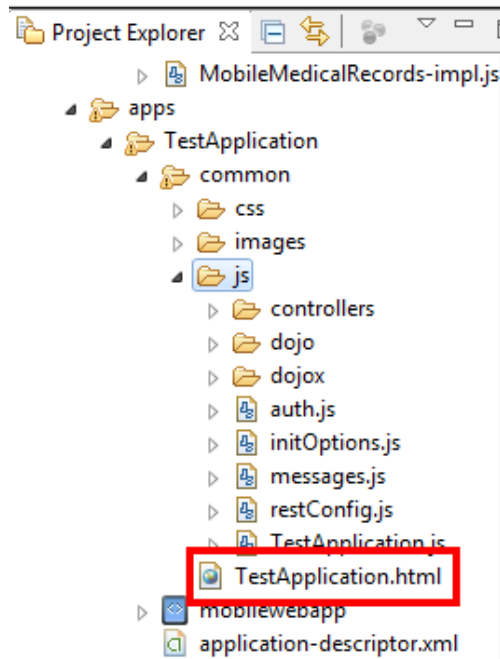 Project Explorer
MobileMedicalRecords-impl.js
apps
TestApplication
common
css
images
js
controllers
dojo
dojox
auth.js
initOptions.js
messages.js
restConfig.js
TestApplication.js
TestApplication.html
mobilewebapp
application-descriptor.xml